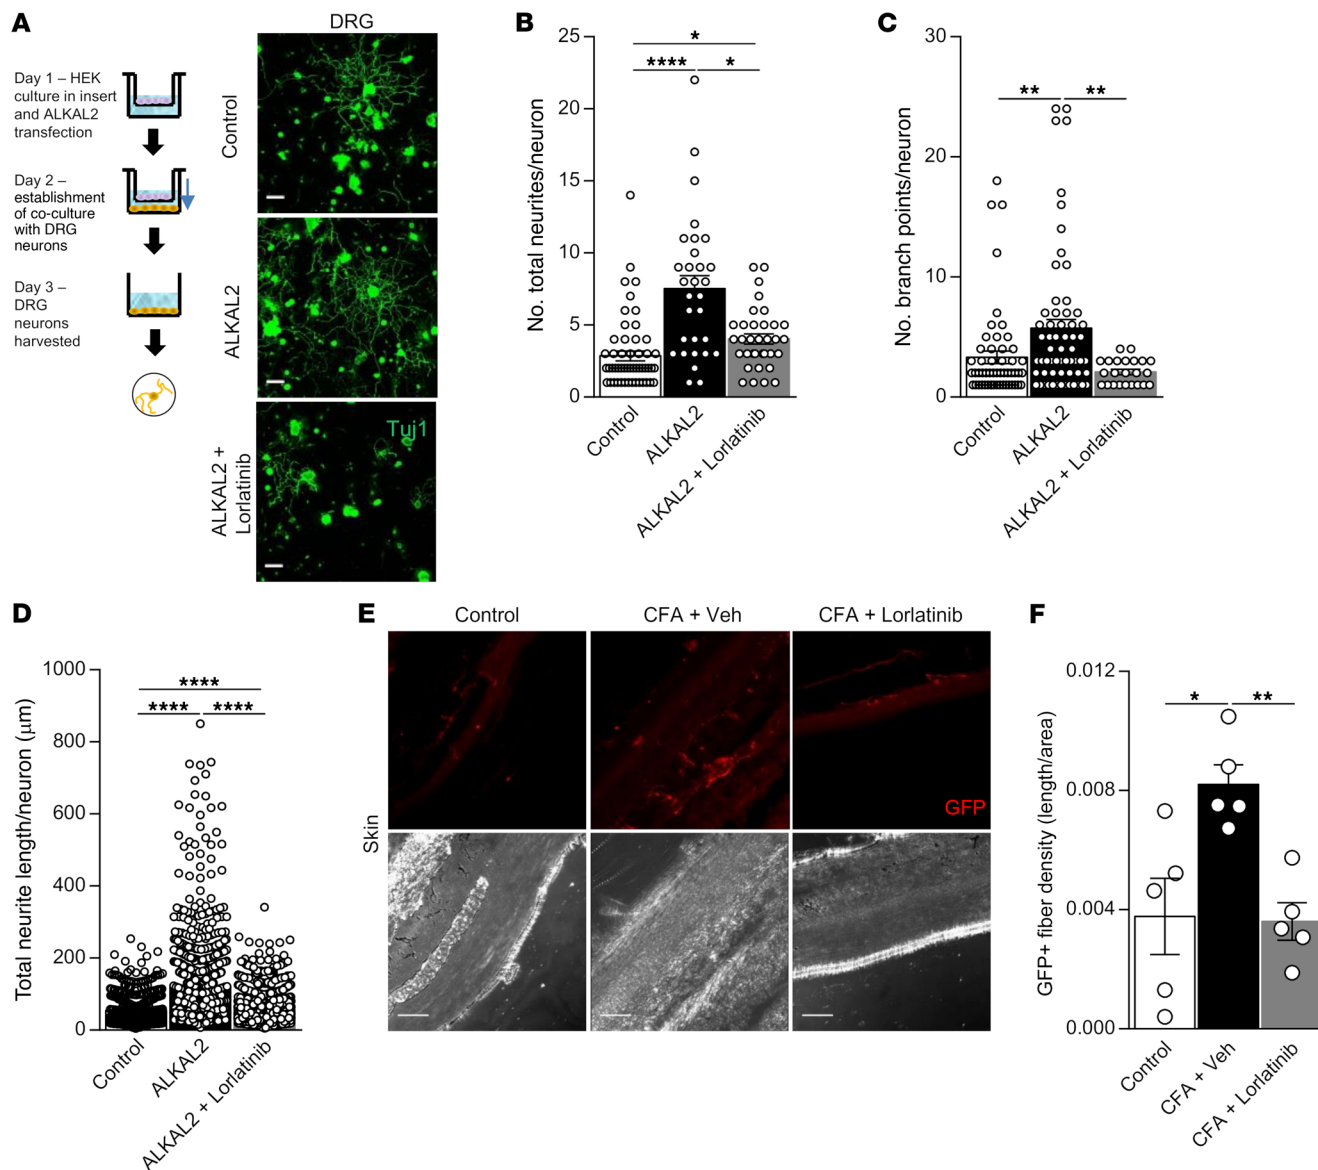 A
DRG
Day 1 – HEK
culture in insert
and ALKAL2
transfection
Day 2 –
establishment
of co-culture
with DRG
neurons
Day 3 –
DRG
neurons
harvested
Control
ALKAL2
ALKAL2 +
Lorlatinib
Tuj1
B
No. total neurites/neuron
25
20
15
10
5
0
*
**** *
Control
ALKAL2
ALKAL2 + Lorlatinib
C
No. branch points/neuron
30
20
10
0
** **
Control
ALKAL2
ALKAL2 + Lorlatinib
D
Total neurite length/neuron (μm)
1000
800
600
400
200
0
****
**** ****
Control
ALKAL2
ALKAL2 + Lorlatinib
E
Control CFA + Veh CFA + Lorlatinib
GFP
Skin
F
GFP+ fiber density (length/area)
0.012
0.008
0.004
0.000
* **
Control
CFA + Veh
CFA + Lorlatinib